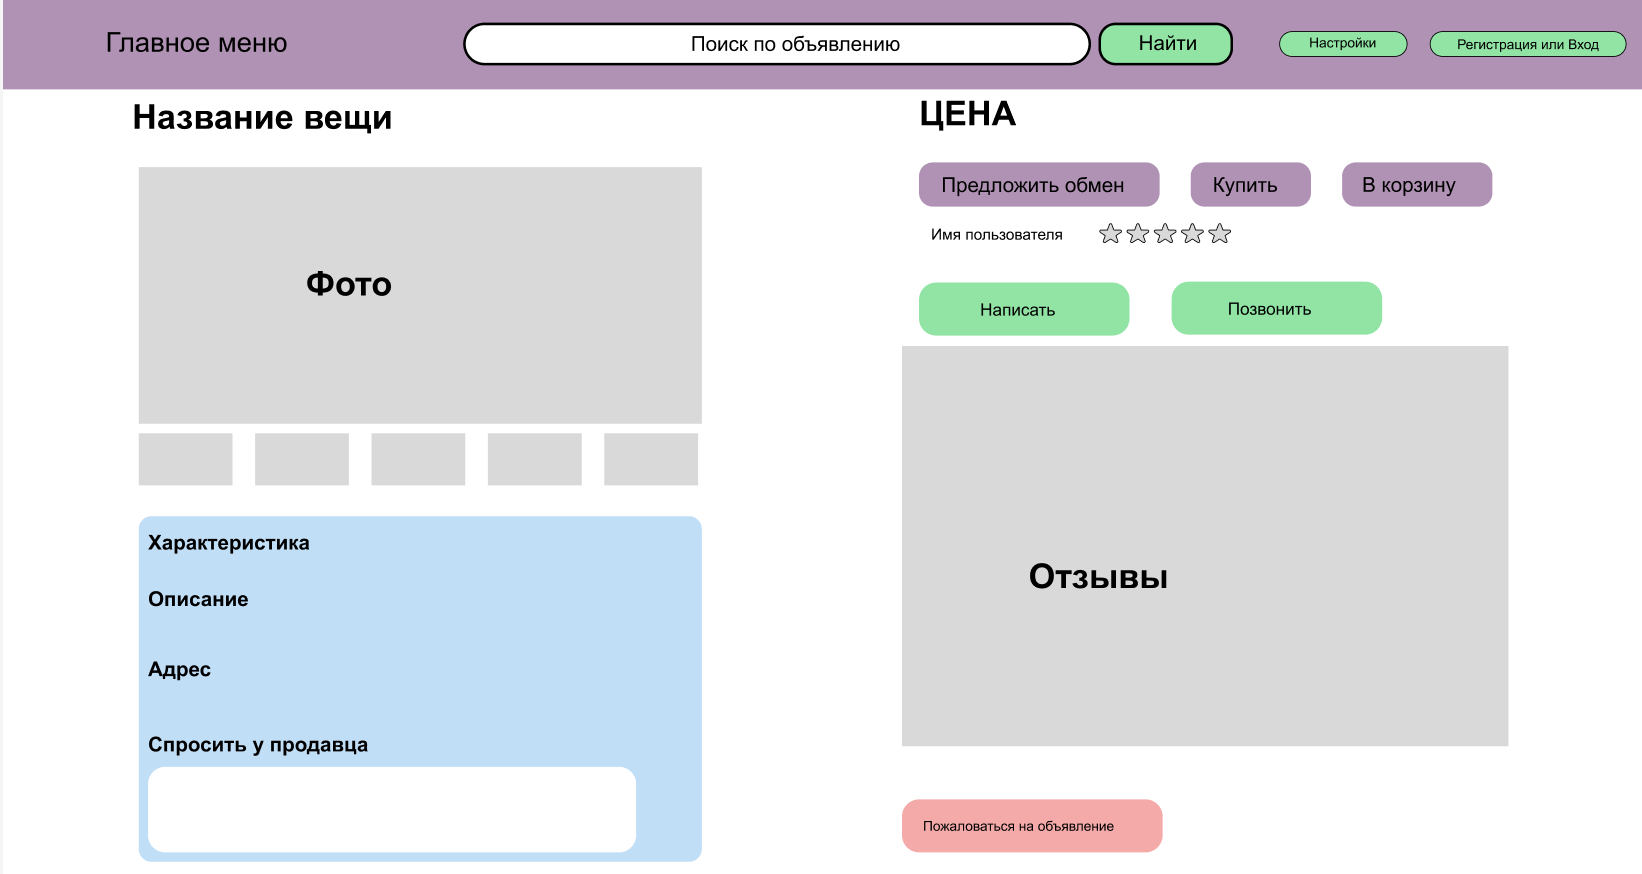 Главное меню
Поиск по объявлению
Найти
Настройки
Регистрация или Вход
Название вещи
Фото
Характеристика
Описание
Адрес
Спросить у продавца
ЦЕНА
Предложить обмен
Купить
В корзину
Имя пользователя
Написать
Позвонить
Отзывы
Пожаловаться на объявление